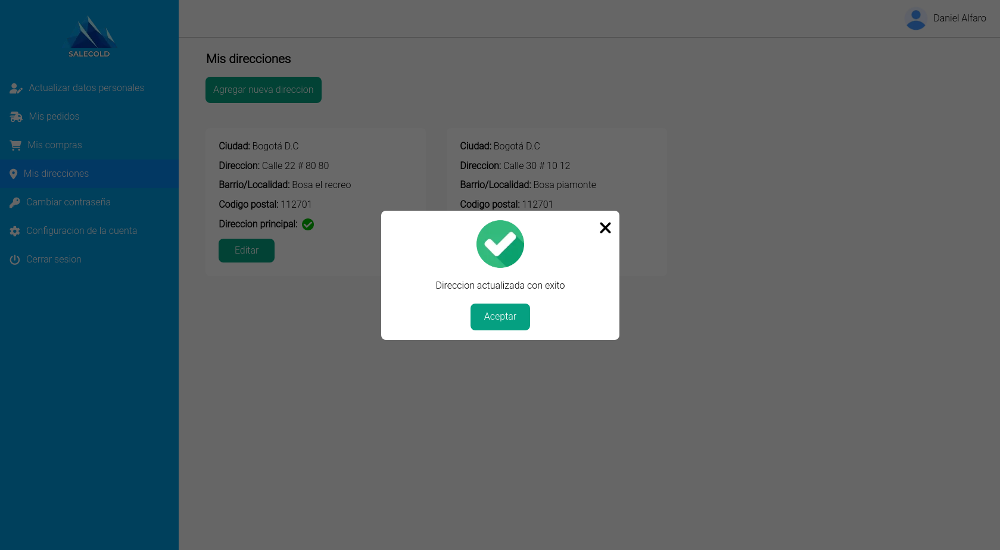 SALECOLD
Actualizar datos personales
Mis pedidos
Mis compras
Mis direcciones
Cambiar contraseña
Configuracion de la cuenta
Cerrar sesion
Daniel Alfaro
Mis direcciones
Agregar nueva direccion
Ciudad: Bogotá D.C
Direccion: Calle 22 # 80 80
Barrio/Localidad: Bosa el recreo
Codigo postal: 112701
Direccion principal:
Editar
Ciudad: Bogotá D.C
Direccion: Calle 30 # 10 12
Barrio/Localidad: Bosa piamonte
Codigo postal: 112701
Direccion actualizada con exito
Aceptar